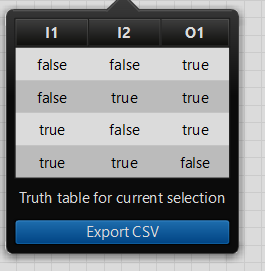 I1 I2 O1
false false true
false true true
true false true
true true false
Truth table for current selection
Export CSV